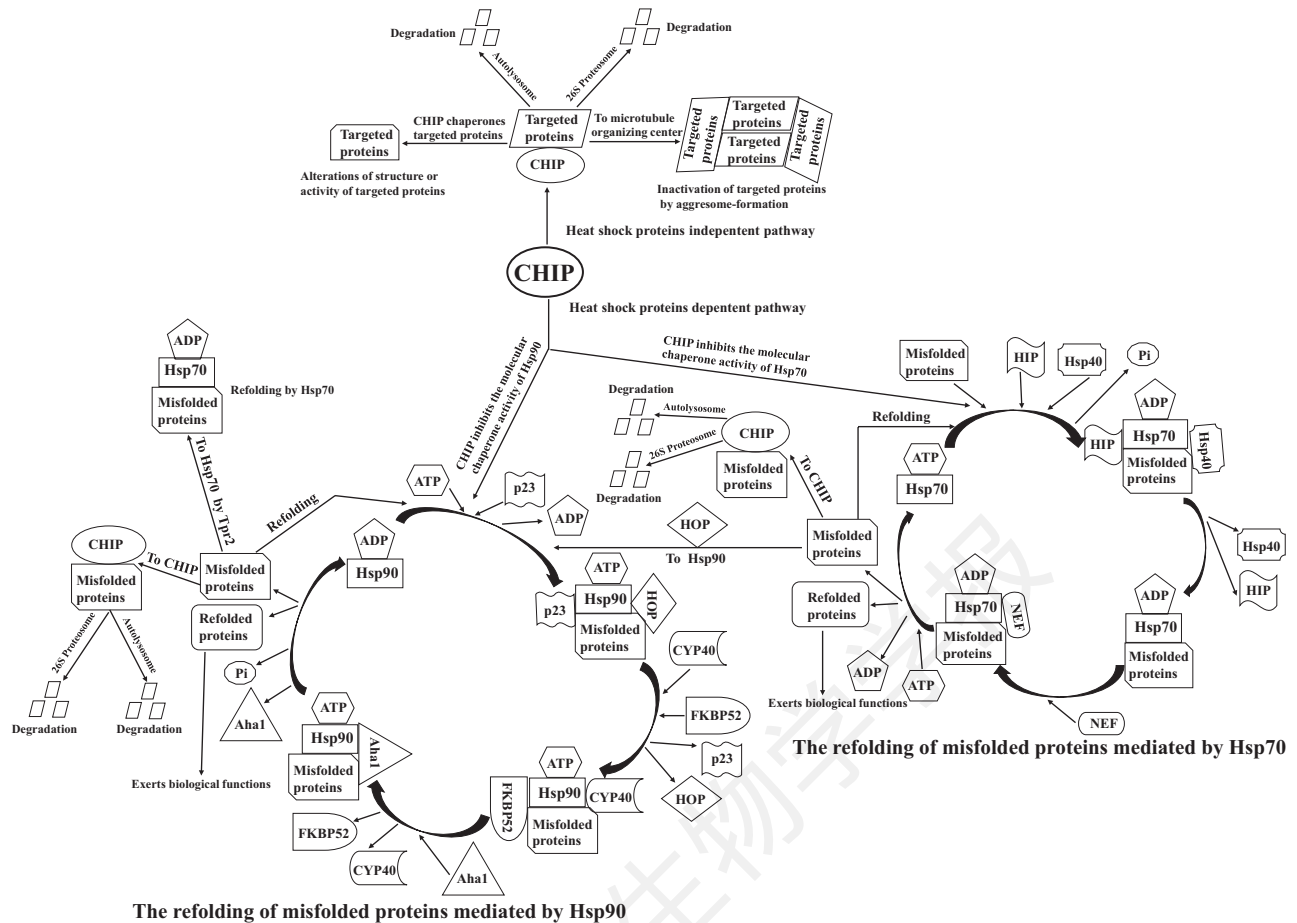 Degradation
Degradation
Autolysosome
26S Proteosome
CHIP chaperones
targeted proteins
Targeted
proteins
To microtubule
organizing center
Targeted
proteins
Targeted
proteins
Targeted
proteins
Targeted
proteins
Targeted
proteins
CHIP
Alterations of structure or
activity of targeted proteins
Inactivation of targeted proteins
by aggresome-formation
Heat shock proteins indepentent pathway
CHIP
Heat shock proteins depentent pathway
CHIP inhibits the molecular
chaperone activity of Hsp90
CHIP inhibits the molecular
chaperone activity of Hsp70
ADP
Hsp70
Misfolded
proteins
Refolding by Hsp70
To Hsp70 by Tpr2
Refolding
CHIP
To CHIP
Misfolded
proteins
Misfolded
proteins
26S Proteosome
Autolysosome
Degradation
Degradation
Refolded
proteins
Pi
Aha1
Exerts biological functions
ADP
Hsp90
ATP
p23
ADP
ATP
p23
Hsp90
HOP
Misfolded
proteins
CYP40
FKBP52
p23
HOP
ATP
FKBP52
Hsp90
CYP40
Misfolded
proteins
Aha1
CYP40
FKBP52
ATP
Hsp90
Aha1
Misfolded
proteins
The refolding of misfolded proteins mediated by Hsp90
Degradation
Autolysosome
CHIP
26S Proteosome
Misfolded
proteins
Degradation
To CHIP
Refolding
HOP
To Hsp90
Misfolded
proteins
Refolded
proteins
Exerts biological functions
ADP
ATP
Misfolded
proteins
HIP
Hsp40
Pi
ATP
Hsp70
ADP
HIP
Hsp70
Hsp40
Misfolded
proteins
Hsp40
HIP
ADP
Hsp70
Misfolded
proteins
NEF
ADP
Hsp70
NEF
Misfolded
proteins
The refolding of misfolded proteins mediated by Hsp70
生物学学报